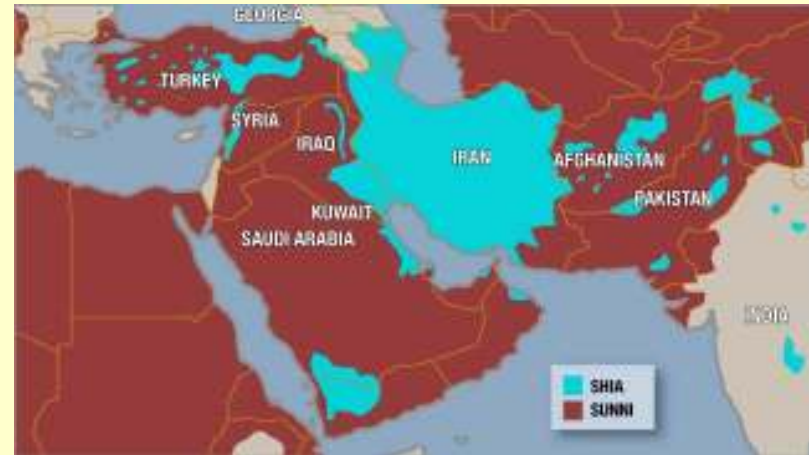 GEORGIA
TURKEY
SYRIA
IRAQ
IRAN
AFGHANISTAN
PAKISTAN
KUWAIT
SAUDI ARABIA
INDIA
SHIA
SUNNI